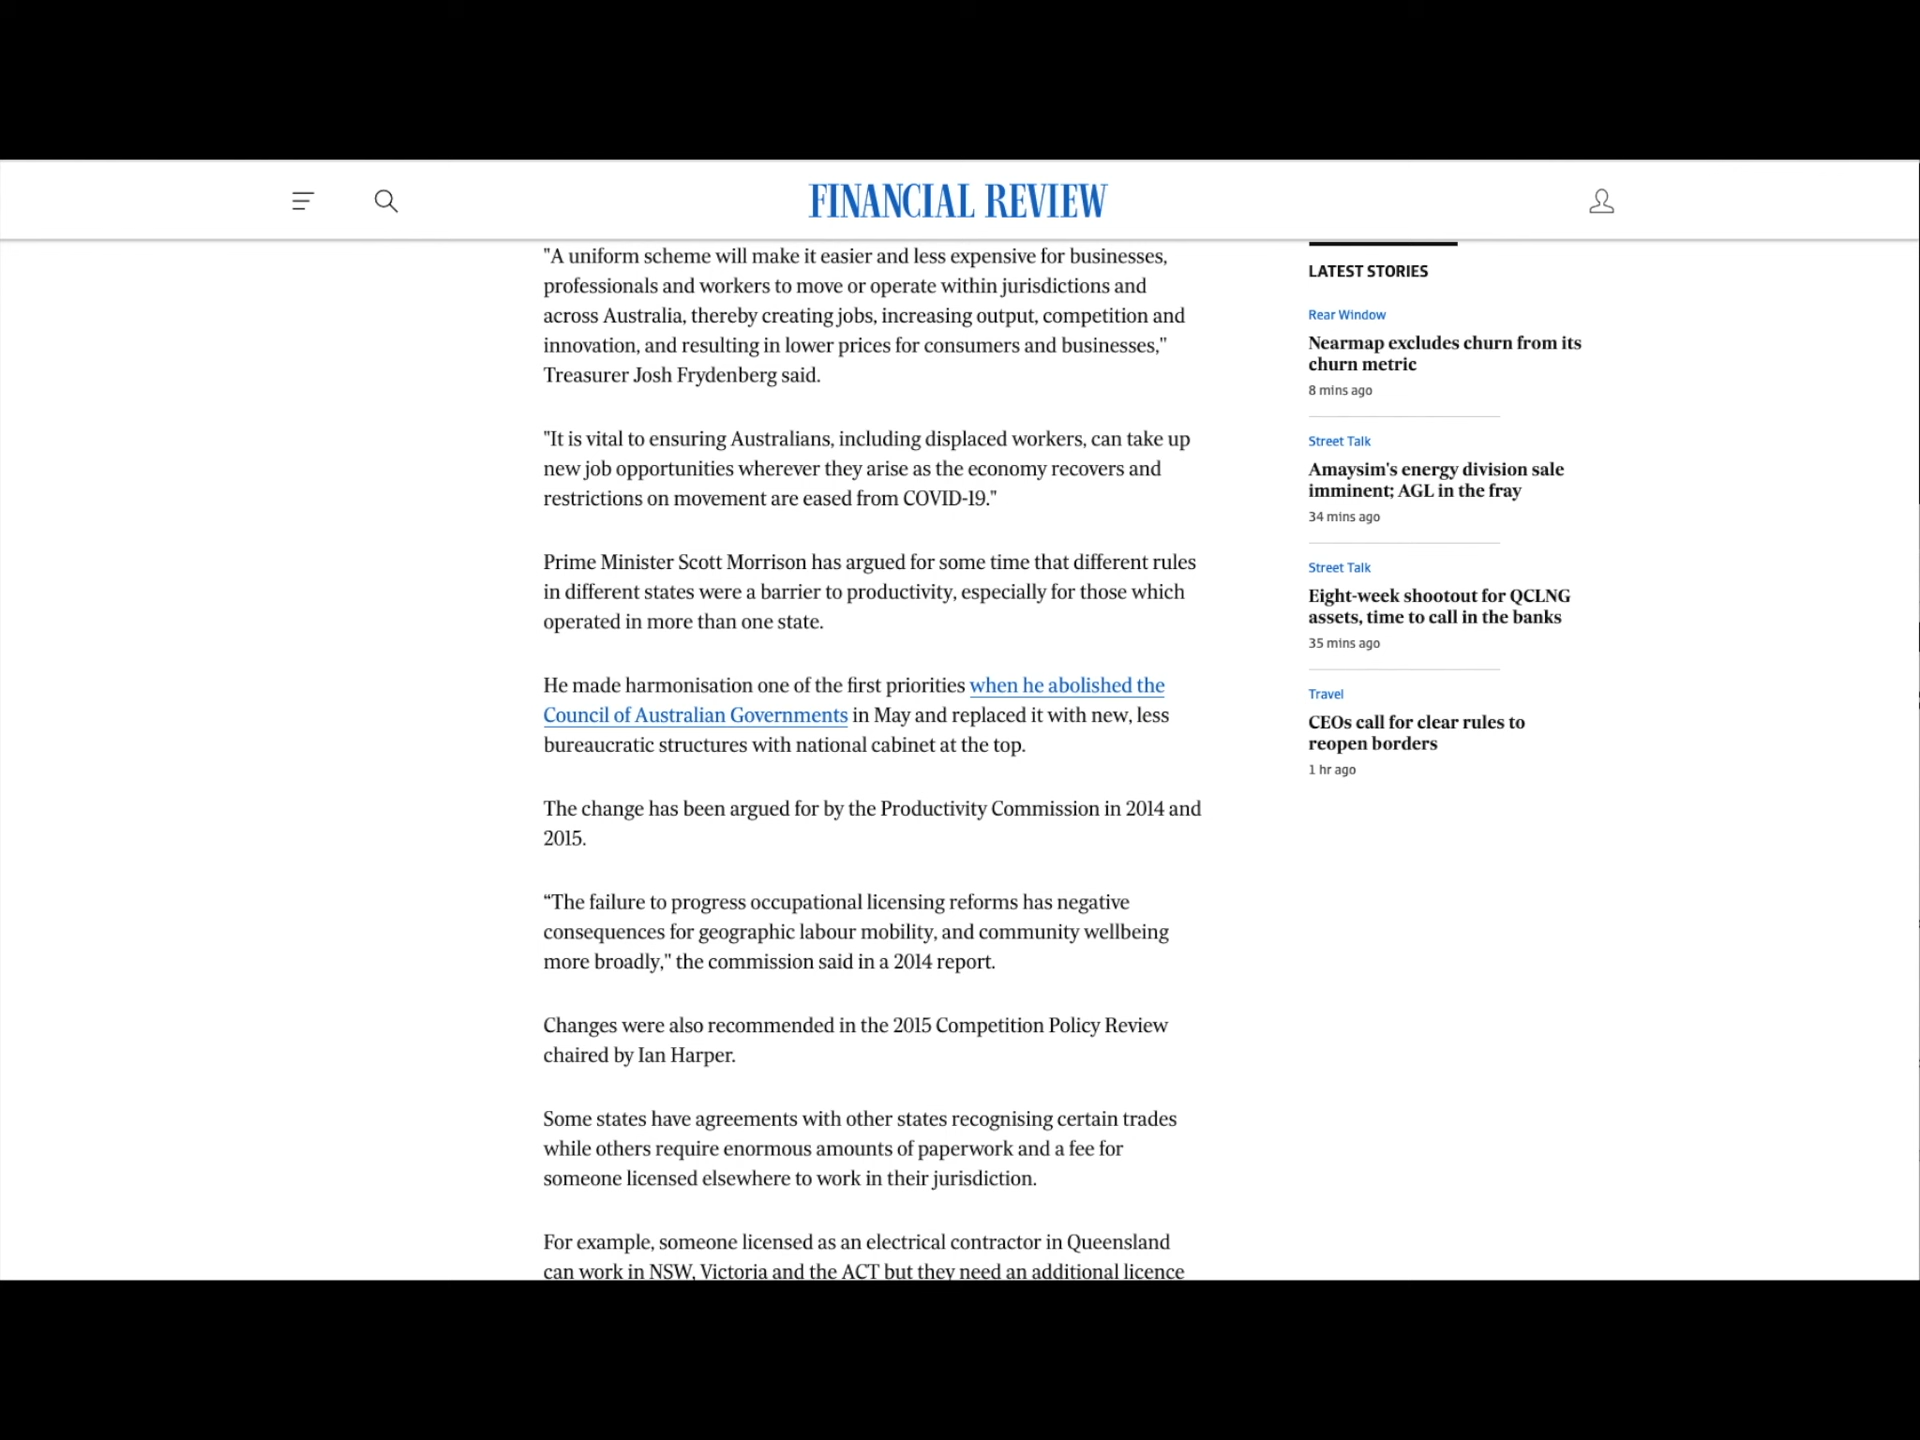 FINANCIAL REVIEW
"A uniform scheme will make it easier and less expensive for businesses,
professionals and workers to move or operate within jurisdictions and
across Australia, thereby creating jobs, increasing output, competition and
innovation, and resulting in lower prices for consumers and businesses,"
Treasurer Josh Frydenberg said.
"It is vital to ensuring Australians, including displaced workers, can take up
new job opportunities wherever they arise as the economy recovers and
restrictions on movement are eased from COVID-19."
Prime Minister Scott Morrison has argued for some time that different rules
in different states were a barrier to productivity, especially for those which
operated in more than one state.
He made harmonisation one of the first priorities when he abolished the
Council of Australian Governments in May and replaced it with new, less
bureaucratic structures with national cabinet at the top.
The change has been argued for by the Productivity Commission in 2014 and
2015.
“The failure to progress occupational licensing reforms has negative
consequences for geographic labour mobility, and community wellbeing
more broadly," the commission said in a 2014 report.
Changes were also recommended in the 2015 Competition Policy Review
chaired by Ian Harper.
Some states have agreements with other states recognising certain trades
while others require enormous amounts of paperwork and a fee for
someone licensed elsewhere to work in their jurisdiction.
For example, someone licensed as an electrical contractor in Queensland
can work in NSW, Victoria and the ACT but they need an additional licence
LATEST STORIES
Rear Window
Nearmap excludes churn from its
churn metric
8 mins ago
Street Talk
Amaysim's energy division sale
imminent; AGL in the fray
34 mins ago
Street Talk
Eight-week shootout for QCLNG
assets, time to call in the banks
35 mins ago
Travel
CEOs call for clear rules to
reopen borders
1 hr ago